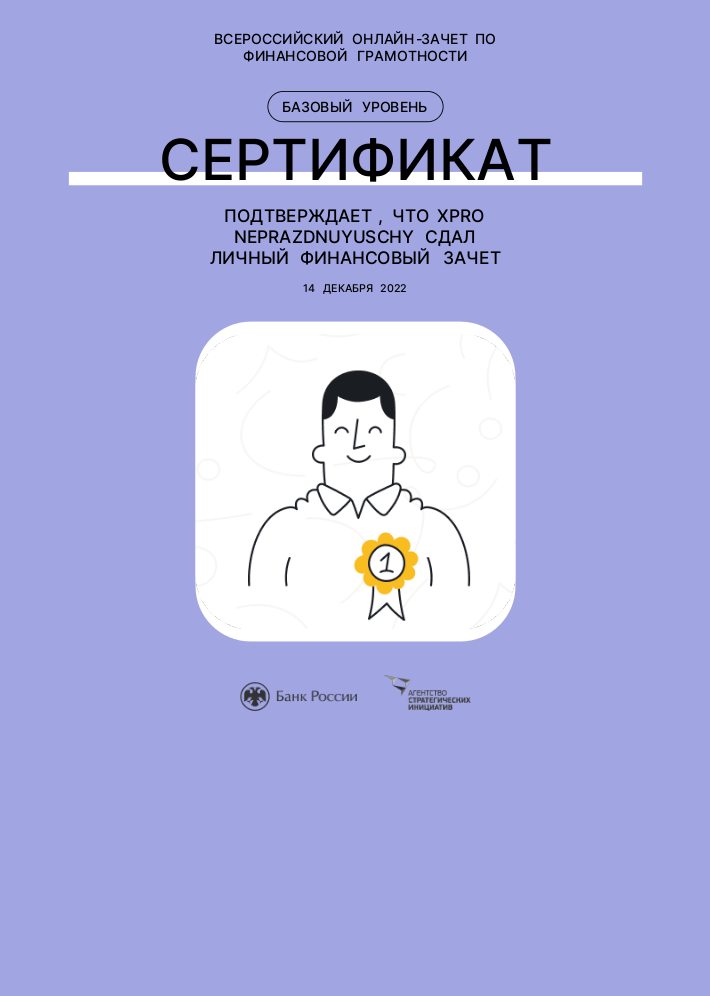 ВСЕРОССИЙСКИЙ ОНЛАЙН-ЗАЧЕТ ПО
ФИНАНСОВОЙ ГРАМОТНОСТИ
БАЗОВЫЙ УРОВЕНЬ
СЕРТИФИКАТ
ПОДТВЕРЖДАЕТ , ЧТО XPRO
NEPRAZDNUYUSCHY СДАЛ
ЛИЧНЫЙ ФИНАНСОВЫЙ ЗАЧЕТ
14 ДЕКАБРЯ 2022
1
Банк России
АГЕНТСТВО
СТРАТЕГИЧЕСКИХ
ИНИЦИАТИВ